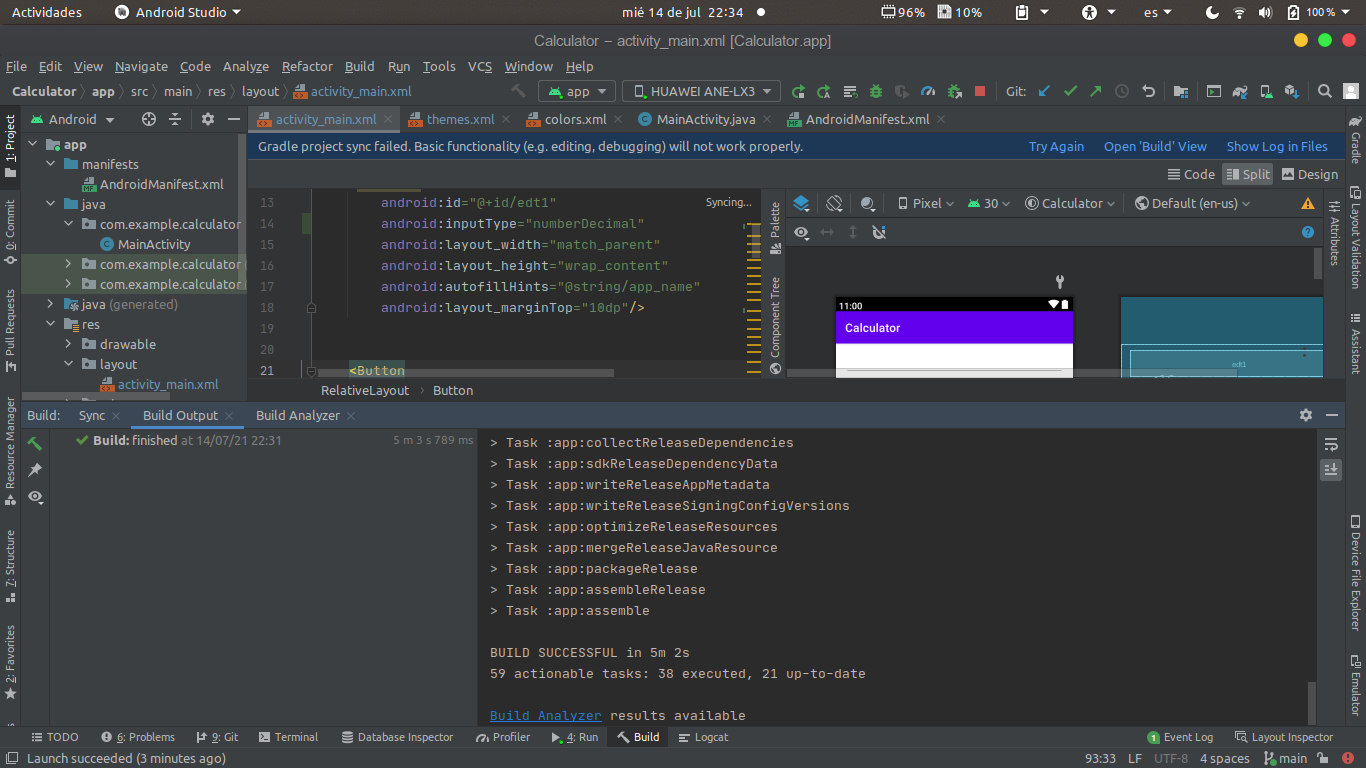 Actividades Android Studio mié 14 de jul 22:34 96% 10% es 100%
Calculator – activity_main.xml [Calculator.app]
File Edit View Navigate Code Analyze Refactor Build Run Tools VCS Window Help
Calculator app src main res layout activity_main.xml app HUAWEI ANE-LX3 Git:
1: Project
0: Commit
Pull Requests
Resource Manager
7: Structure
2: Favorites
Android
app
manifests
AndroidManifest.xml
java
com.example.calculator
MainActivity
com.example.calculator
com.example.calculator
java (generated)
res
drawable
layout
activity_main.xml
activity_main.xml themes.xml colors.xml MainActivity.java AndroidManifest.xml
Gradle project sync failed. Basic functionality (e.g. editing, debugging) will not work properly. Try Again Open 'Build' View Show Log in Files
Code Split Design
13 android:id="@+id/edt1" Syncing...
14 android:inputType="numberDecimal"
15 android:layout_width="match_parent"
16 android:layout_height="wrap_content"
17 android:autofillHints="@string/app_name"
18 android:layout_marginTop="10dp"/>
19
20
21 <Button
RelativeLayout Button
Palette
Component Tree
Pixel 30 Calculator Default (en-us)
11:00
Calculator
edt1
Attributes
Gradle
Layout Validation
Assistant
Device File Explorer
Emulator
Build: Sync Build Output Build Analyzer
Build: finished at 14/07/21 22:31 5 m 3 s 789 ms
> Task :app:collectReleaseDependencies
> Task :app:sdkReleaseDependencyData
> Task :app:writeReleaseAppMetadata
> Task :app:writeReleaseSigningConfigVersions
> Task :app:optimizeReleaseResources
> Task :app:mergeReleaseJavaResource
> Task :app:packageRelease
> Task :app:assembleRelease
> Task :app:assemble
BUILD SUCCESSFUL in 5m 2s
59 actionable tasks: 38 executed, 21 up-to-date
Build Analyzer results available
TODO 6: Problems 9: Git Terminal Database Inspector Profiler 4: Run Build Logcat 1 Event Log Layout Inspector
Launch succeeded (3 minutes ago) 93:33 LF UTF-8 4 spaces main